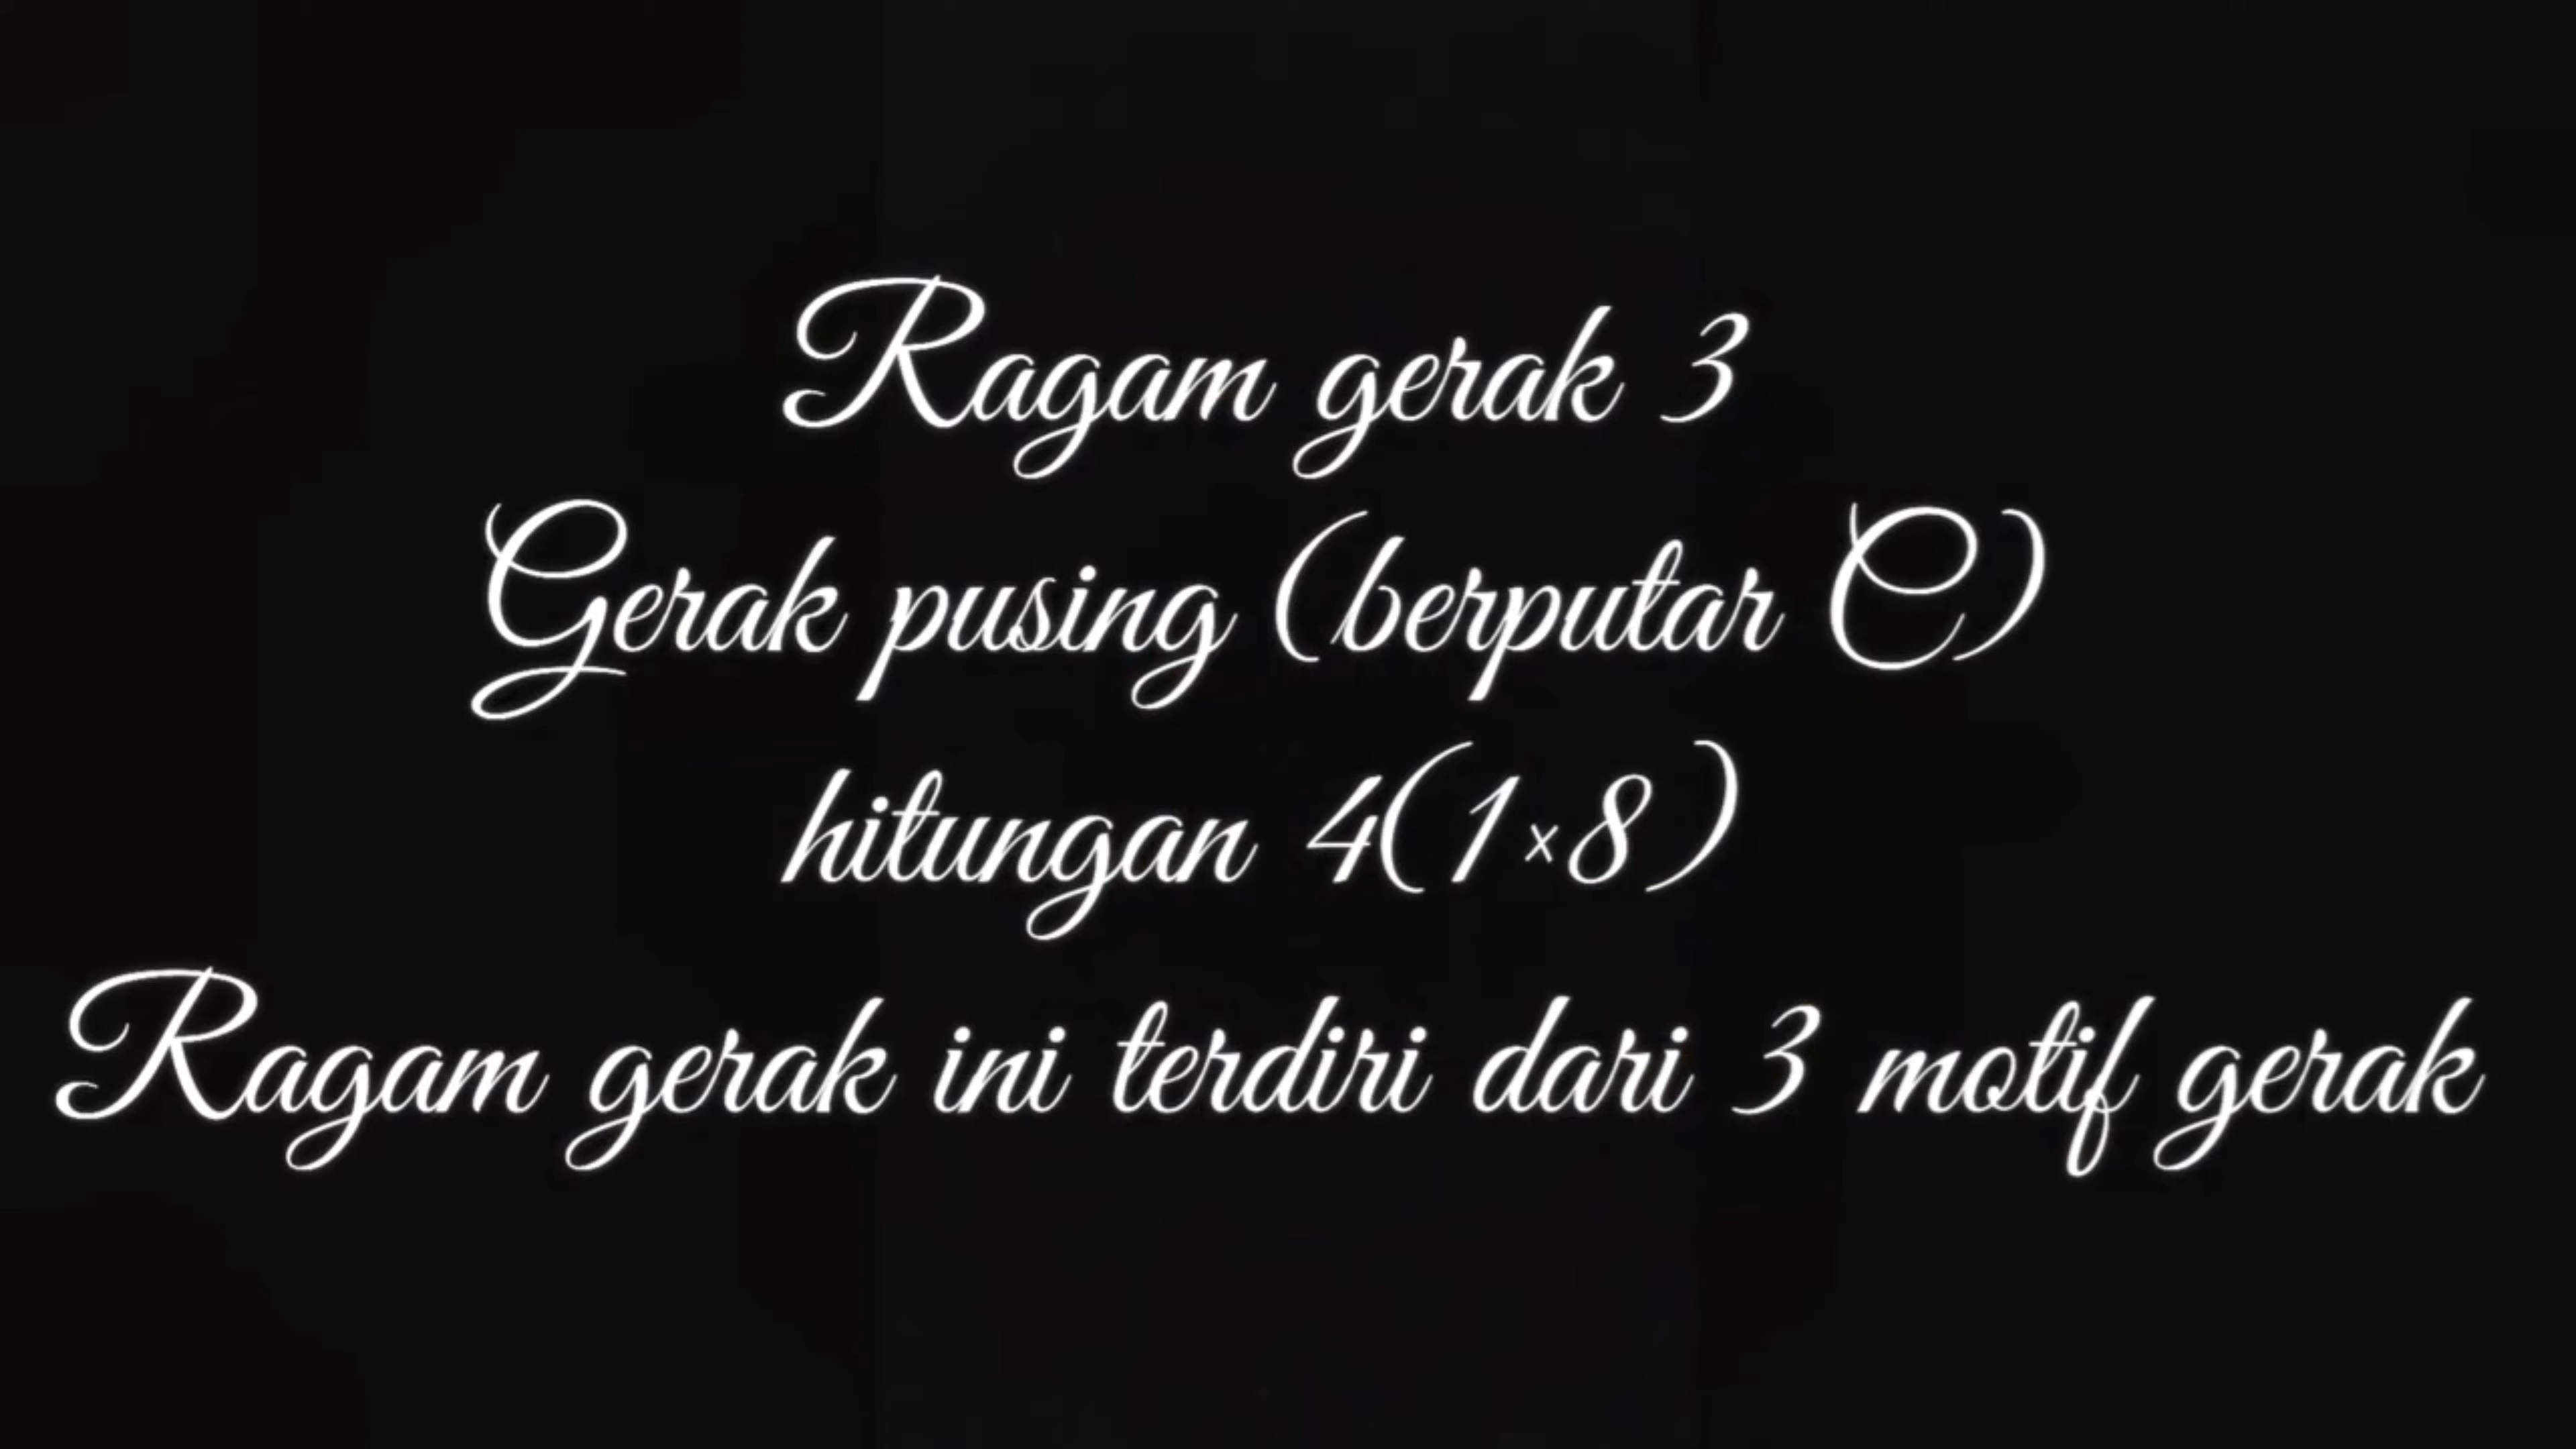 Ragam gerak 3
Gerak pusing (berputar C)
hitungan 4(1×8)
Ragam gerak ini terdiri dari 3 motif gerak